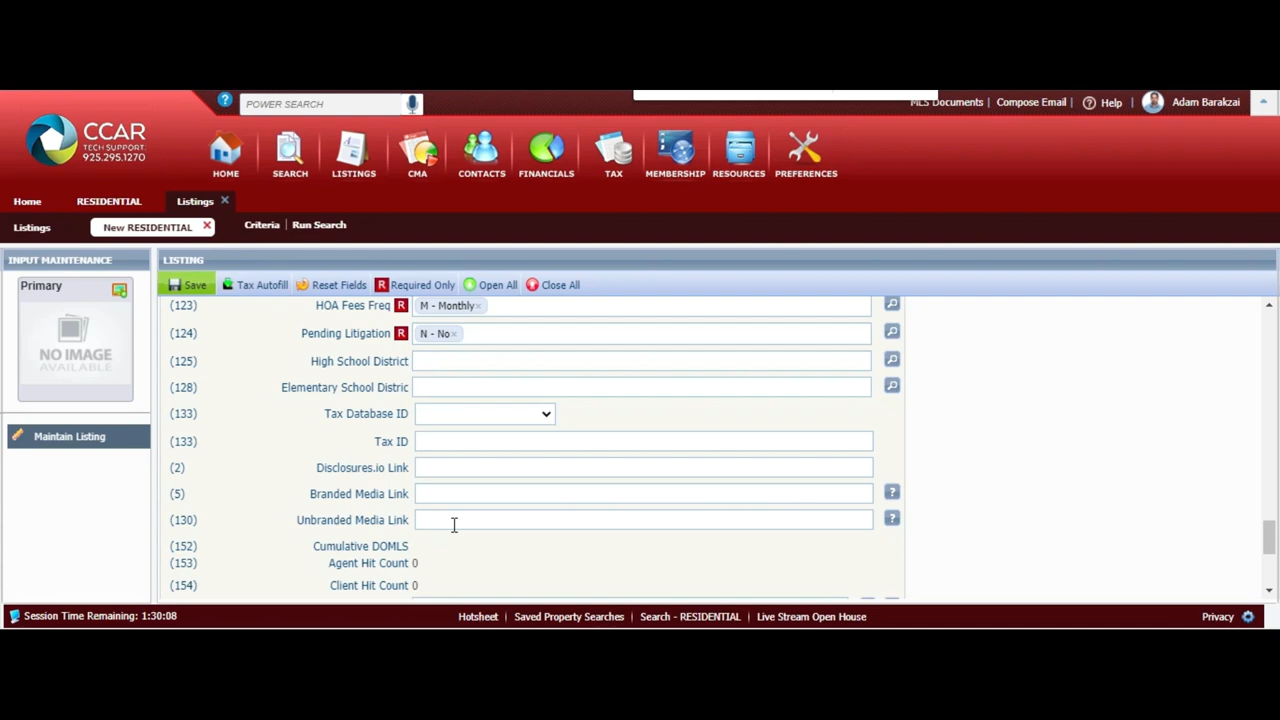 POWER SEARCH
MLS Documents | Compose Email | Help | Adam Barakzai
CCAR
TECH SUPPORT:
925.295.1270
HOME SEARCH LISTINGS CMA CONTACTS FINANCIALS TAX MEMBERSHIP RESOURCES PREFERENCES
Home RESIDENTIAL Listings
Listings New RESIDENTIAL Criteria | Run Search
INPUT MAINTENANCE
Primary
NO IMAGE
AVAILABLE
Maintain Listing
LISTING
Save Tax Autofill Reset Fields R Required Only Open All Close All
(123) HOA Fees Freq R M - Monthly×
(124) Pending Litigation R N - No×
(125) High School District
(128) Elementary School Distric
(133) Tax Database ID
(133) Tax ID
(2) Disclosures.io Link
(5) Branded Media Link ?
(130) Unbranded Media Link ?
(152) Cumulative DOMLS
(153) Agent Hit Count 0
(154) Client Hit Count 0
Session Time Remaining: 1:30:08 Hotsheet | Saved Property Searches | Search - RESIDENTIAL | Live Stream Open House Privacy